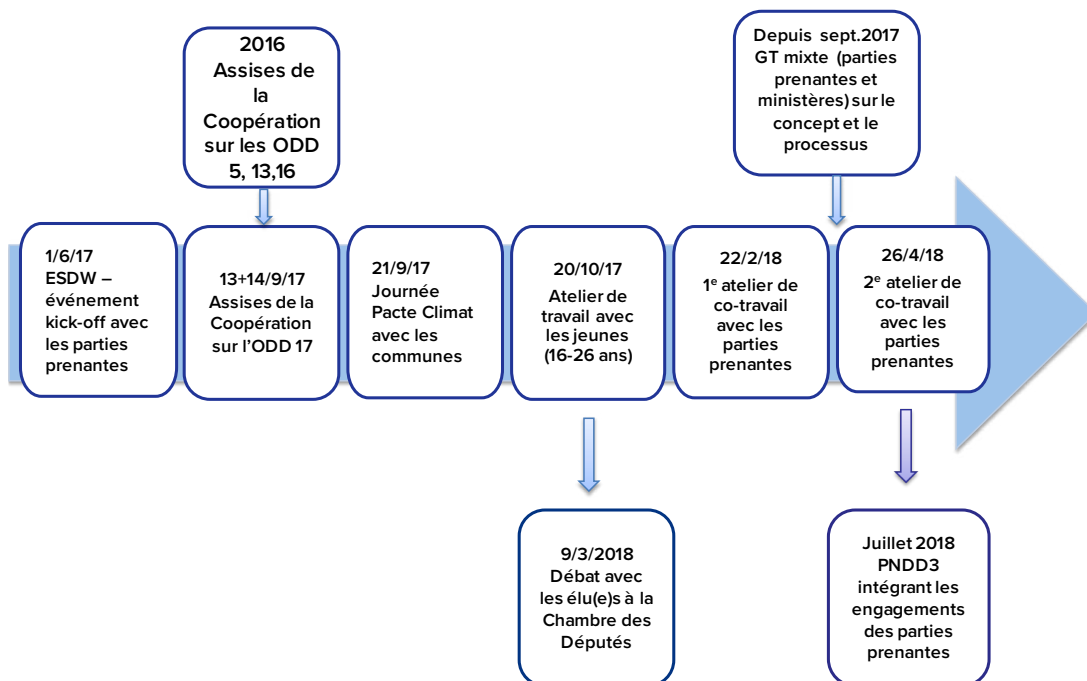 2016
Assises de
la
Coopération
sur les ODD
5, 13,16
Depuis sept.2017
GT mixte (parties
prenantes et
ministères) sur le
concept et le
processus
1/6/17
ESDW –
événement
kick-off avec
les parties
prenantes
13+14/9/17
Assises de la
Coopération
sur l'ODD 17
21/9/17
Journée
Pacte Climat
avec les
communes
20/10/17
Atelier de
travail avec
les jeunes
(16-26 ans)
22/2/18
1e atelier de
co-travail
avec les
parties
prenantes
26/4/18
2e atelier de
co-travail
avec les
parties
prenantes
9/3/2018
Débat avec
les élu(e)s à la
Chambre des
Députés
Juillet 2018
PNDD3
intégrant les
engagements
des parties
prenantes